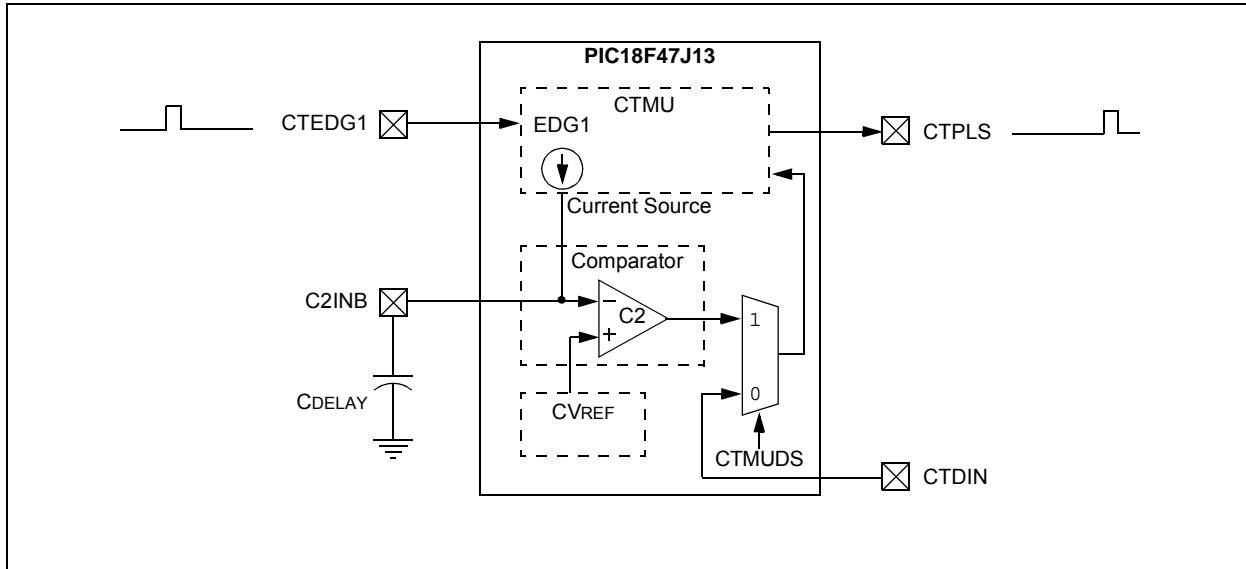 PIC18F47J13
CTMU
CTEDG1
EDG1
CTPLS
Current Source
Comparator
C2INB
C2
1
0
CDELAY
CVREF
CTMUDS
CTDIN